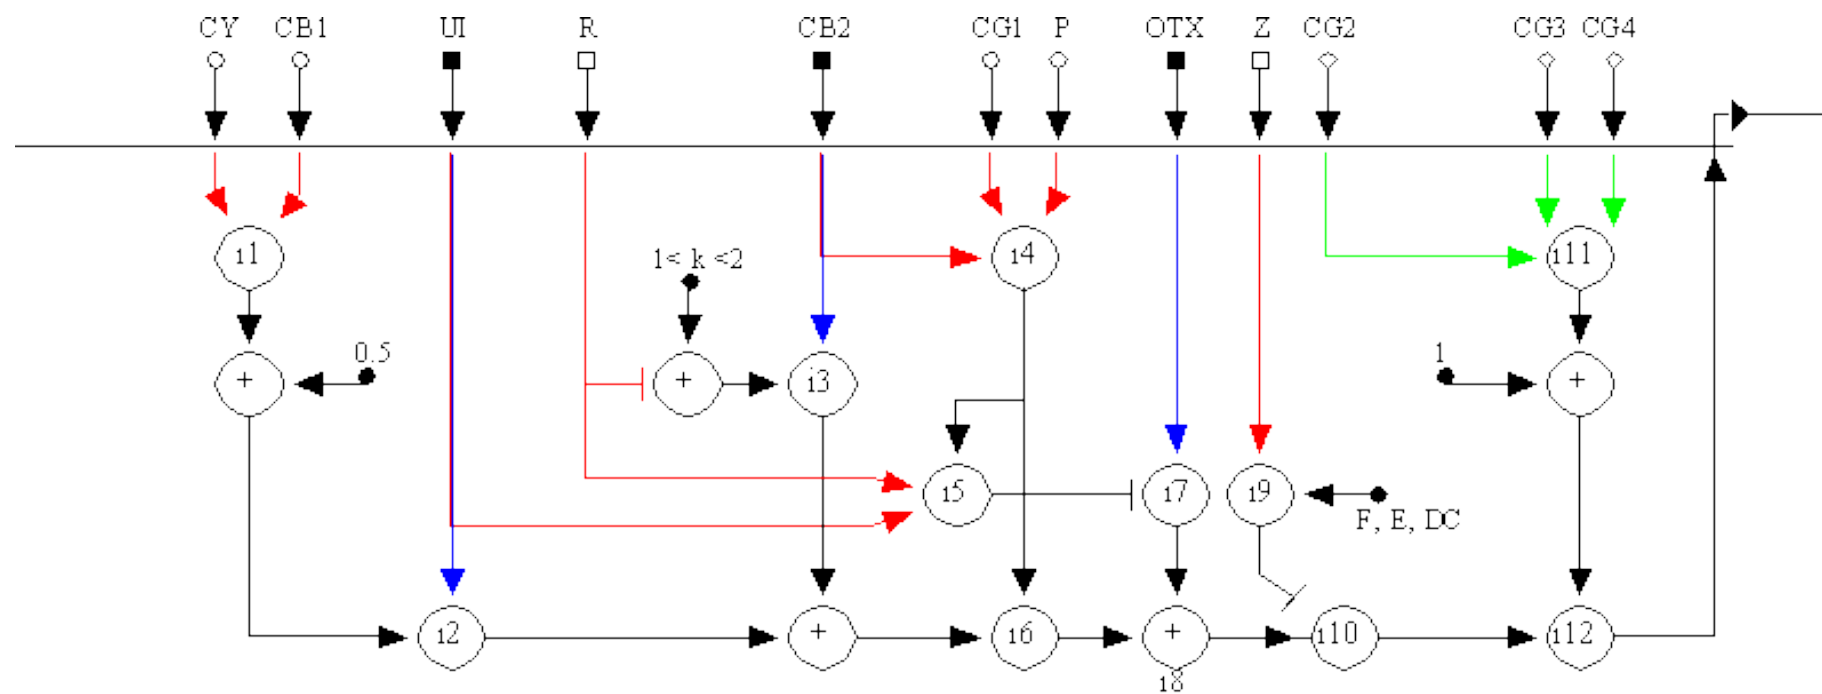 CY CB1 UI R CB2 CG1 P OTX Z CG2 CG3 CG4
i1 1< k <2 i4 i11
+ 0.5 + i3 1 +
i5 i7 i9
F, E, DC
i2 + i6 + i10 i12
i8